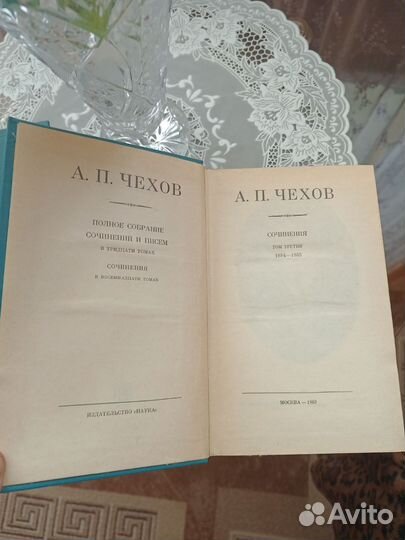 А. П. ЧЕХОВ
ПОЛНОЕ СОБРАНИЕ
СОЧИНЕНИЙ И ПИСЕМ
В ТРИДЦАТИ ТОМАХ
СОЧИНЕНИЯ
В ВОСЕМНАДЦАТИ ТОМАХ
ИЗДАТЕЛЬСТВО «НАУКА»
А. П. ЧЕХОВ
СОЧИНЕНИЯ
ТОМ ТРЕТИЙ
1884—1885
МОСКВА — 1983
Avito